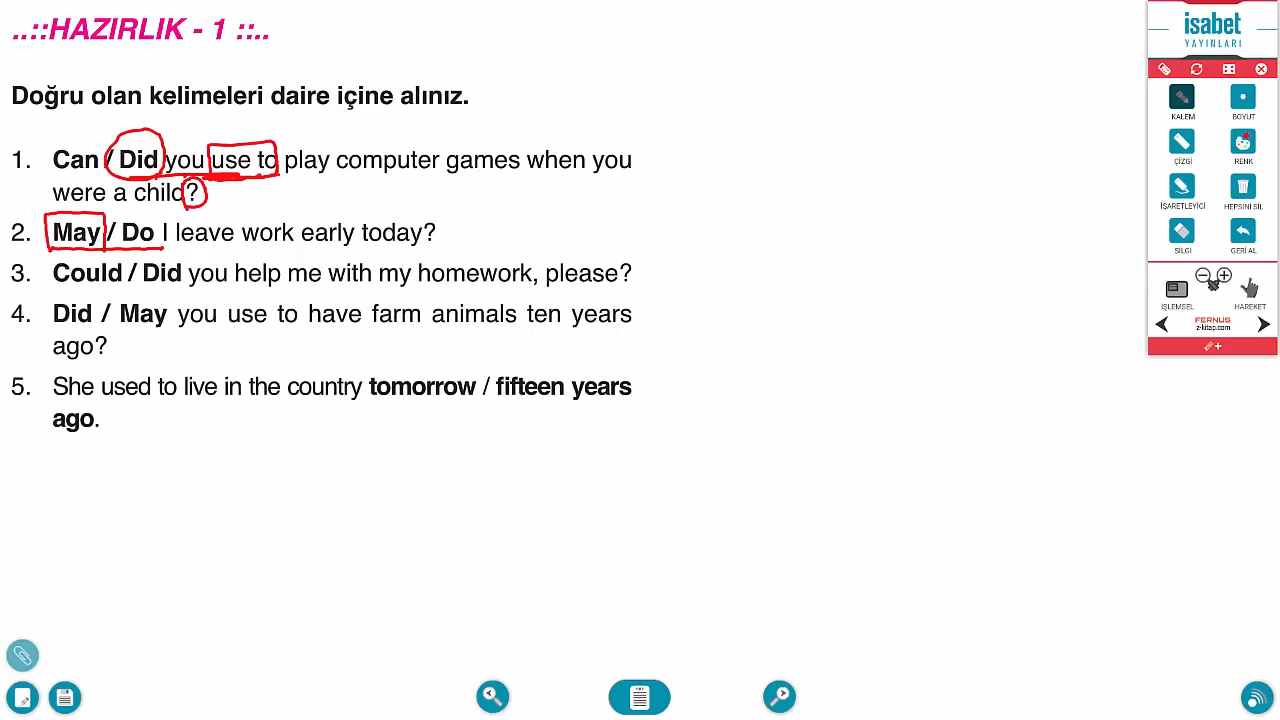 ..::HAZIRLIK - 1 ::..
Doğru olan kelimeleri daire içine alınız.
1. Can / Did you use to play computer games when you
were a child?
2. May / Do I leave work early today?
3. Could / Did you help me with my homework, please?
4. Did / May you use to have farm animals ten years
ago?
5. She used to live in the country tomorrow / fifteen years
ago.
isabet
YAYINLARI
KALEM BOYUT
ÇİZGİ RENK
İŞARETLEYİCİ HEPSİNİ SİL
SİLGİ GERİ AL
İŞLEMSEL HAREKET
FERNUS
z-kitap.com